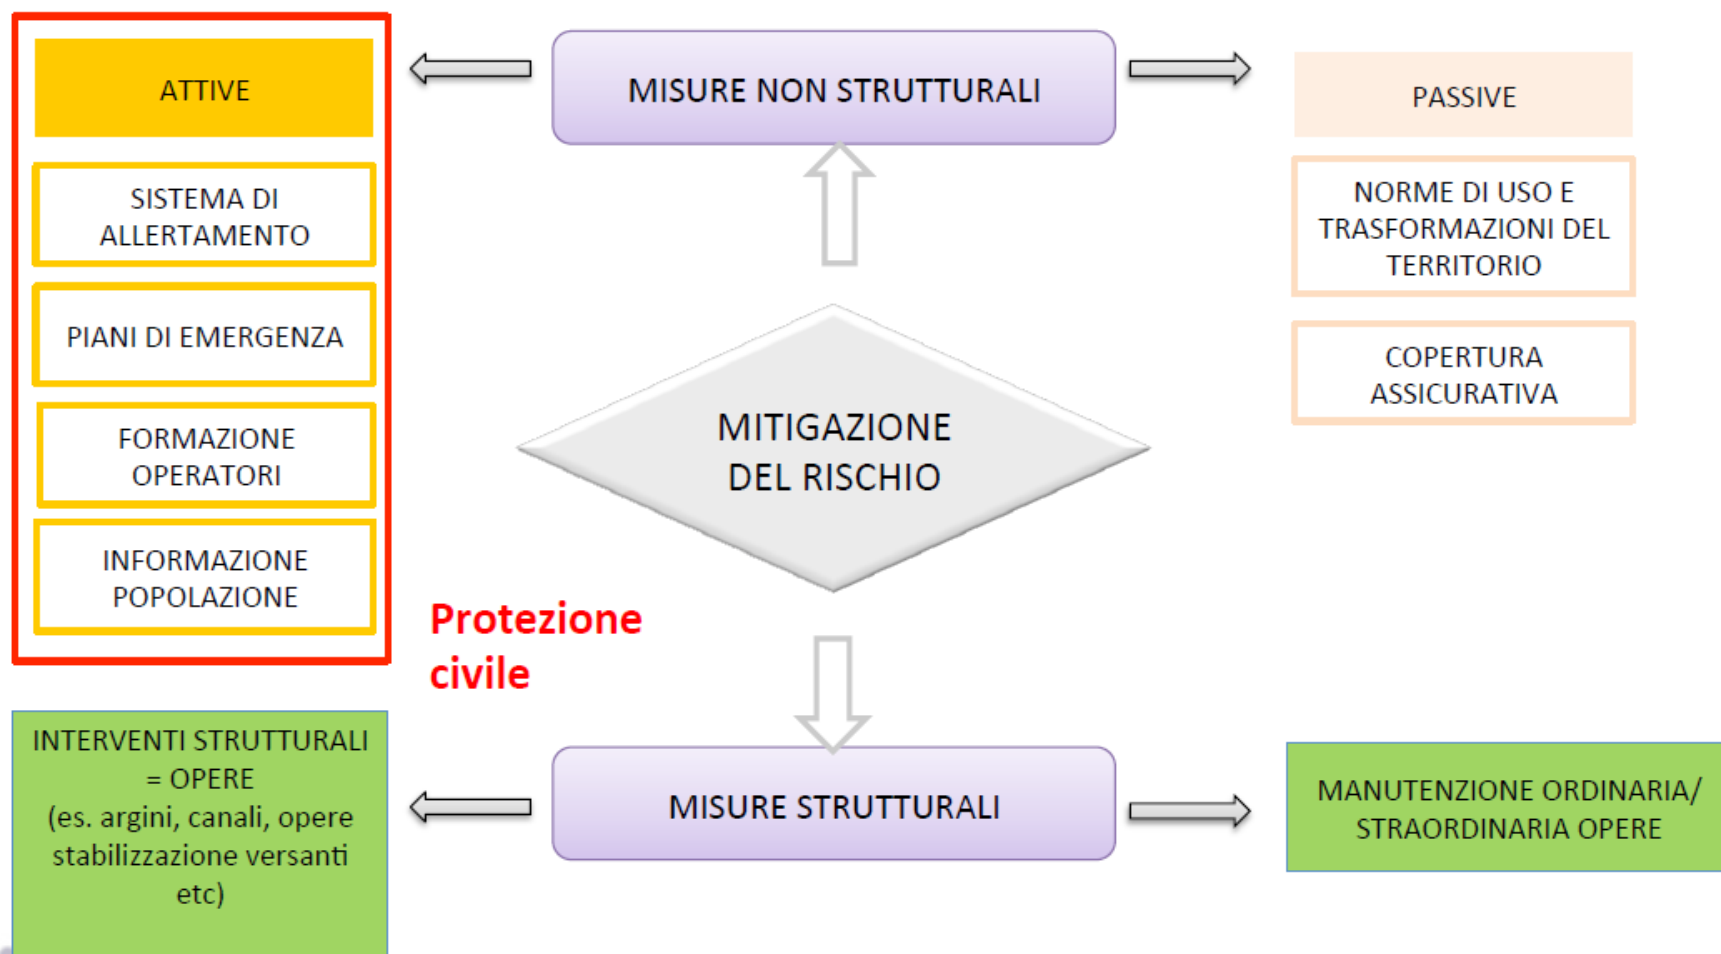 ATTIVE
SISTEMA DI
ALLERTAMENTO
PIANI DI EMERGENZA
FORMAZIONE
OPERATORI
INFORMAZIONE
POPOLAZIONE
MISURE NON STRUTTURALI
PASSIVE
NORME DI USO E
TRASFORMAZIONI DEL
TERRITORIO
COPERTURA
ASSICURATIVA
MITIGAZIONE
DEL RISCHIO
Protezione
civile
INTERVENTI STRUTTURALI
= OPERE
(es. argini, canali, opere
stabilizzazione versanti
etc)
MISURE STRUTTURALI
MANUTENZIONE ORDINARIA/
STRAORDINARIA OPERE